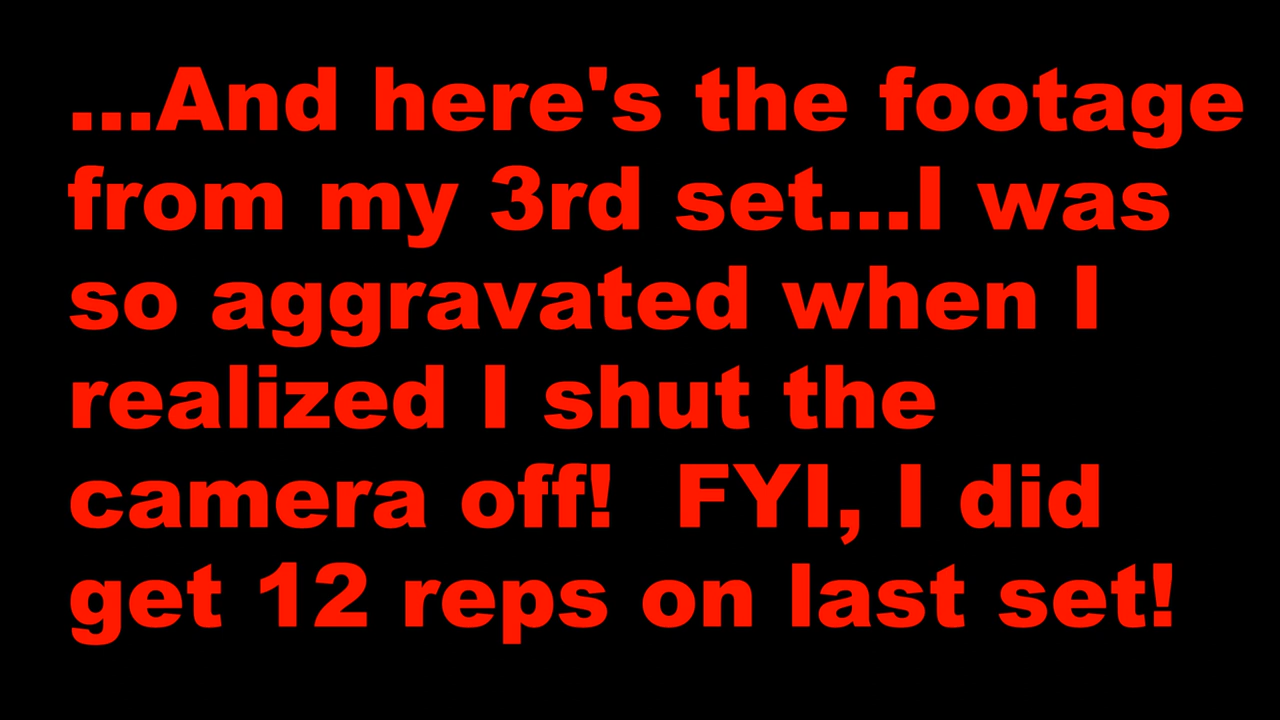 ...And here's the footage
from my 3rd set...I was
so aggravated when I
realized I shut the
camera off!  FYI, I did
get 12 reps on last set!